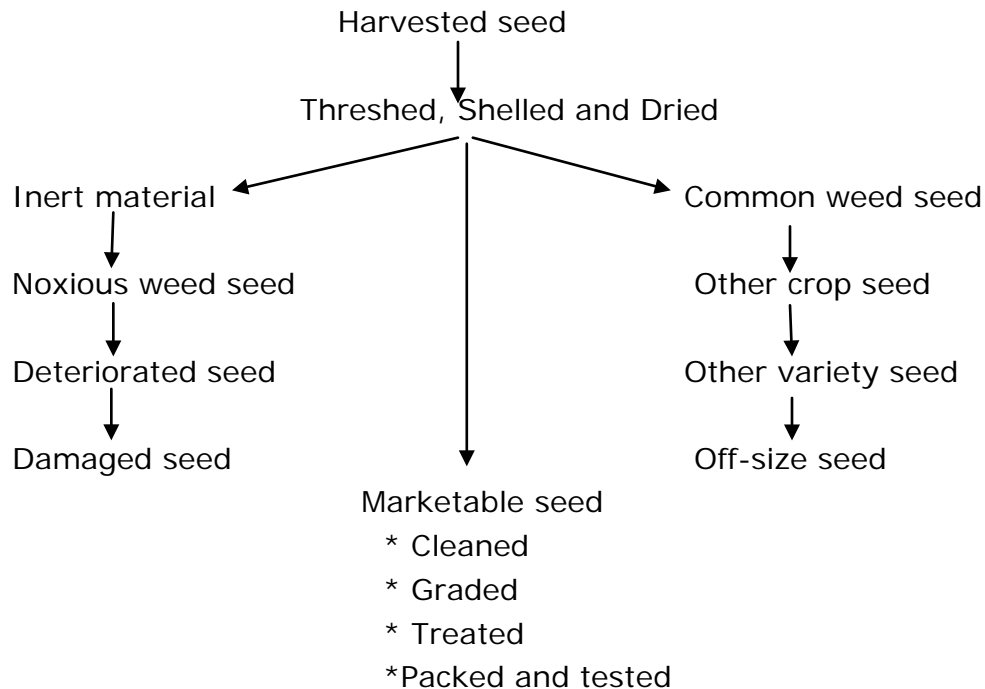 Harvested seed
Threshed, Shelled and Dried
Inert material
Common weed seed
Noxious weed seed
Other crop seed
Deteriorated seed
Other variety seed
Damaged seed
Off-size seed
Marketable seed
* Cleaned
* Graded
* Treated
*Packed and tested